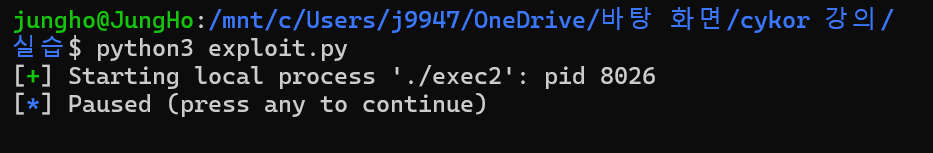 jungho@JungHo:/mnt/c/Users/j9947/OneDrive/바탕 화면/cykor 강의/
실습$ python3 exploit.py
[+] Starting local process './exec2': pid 8026
[*] Paused (press any to continue)